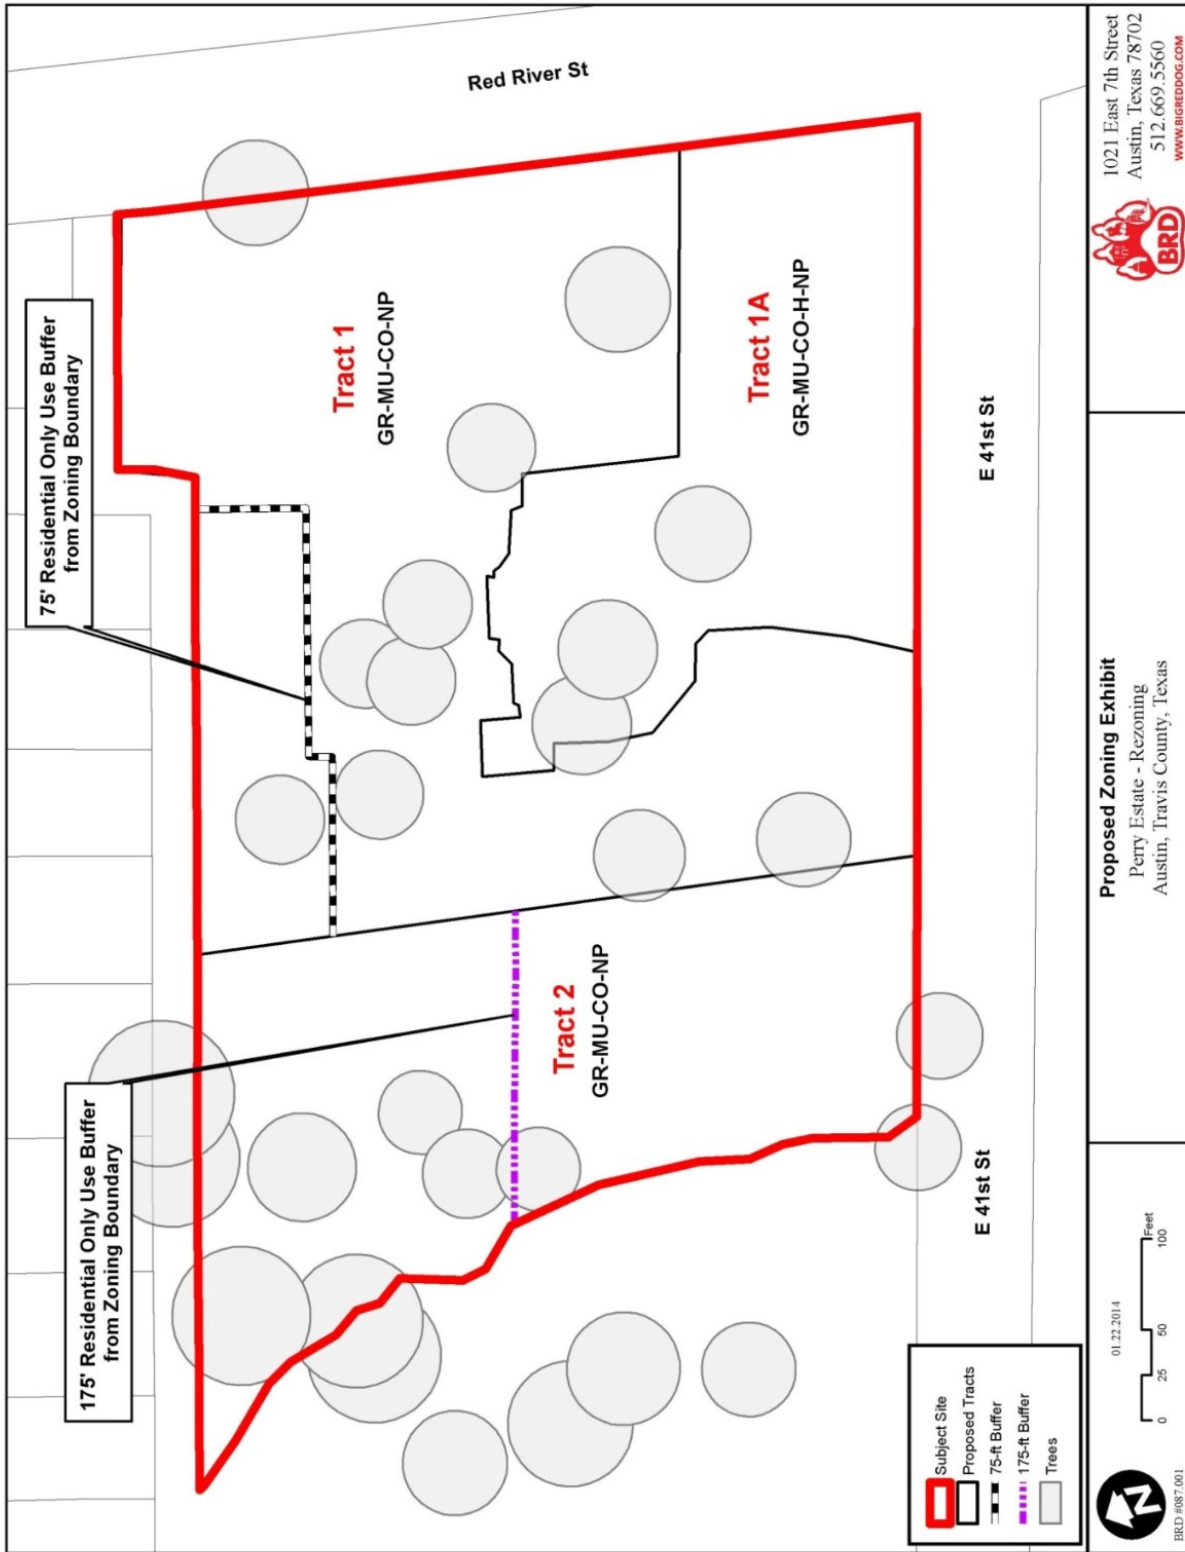 75' Residential Only Use Buffer
from Zoning Boundary
175' Residential Only Use Buffer
from Zoning Boundary
Red River St
Tract 1
GR-MU-CO-NP
Tract 1A
GR-MU-CO-H-NP
Tract 2
GR-MU-CO-NP
E 41st St
E 41st St
Subject Site
Proposed Tracts
75-ft Buffer
175-ft Buffer
Trees
N
BRD #087.001
01.22.2014
0 25 50 100
Feet
Proposed Zoning Exhibit
Perry Estate - Rezoning
Austin, Travis County, Texas
BRD
1021 East 7th Street
Austin, Texas 78702
512.669.5560
WWW.BIGREDDOG.COM